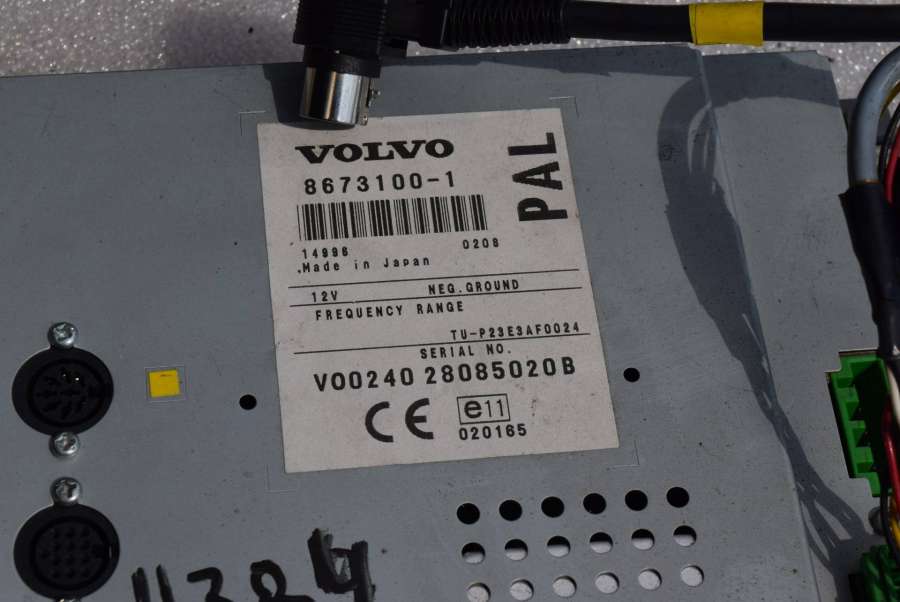 VOLVO
8673100-1
PAL
14996 0208
.Made in Japan
12V NEG.GROUND
FREQUENCY RANGE
TU-P23E3AF0024
SERIAL NO.
V00240 28085020B
CE e11
020165